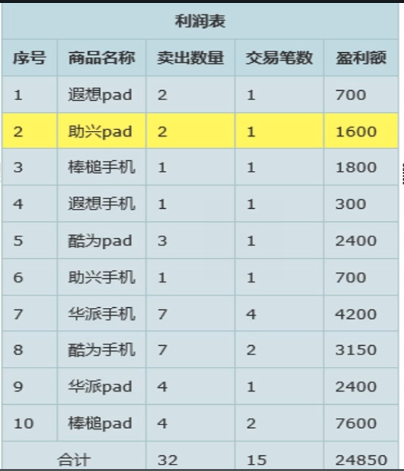 利润表
序号 商品名称 卖出数量 交易笔数 盈利额
1 遐想pad 2 1 700
2 助兴pad 2 1 1600
3 棒槌手机 1 1 1800
4 遐想手机 1 1 300
5 酷为pad 3 1 2400
6 助兴手机 1 1 700
7 华派手机 7 4 4200
8 酷为手机 7 2 3150
9 华派pad 4 1 2400
10 棒槌pad 4 2 7600
合计 32 15 24850